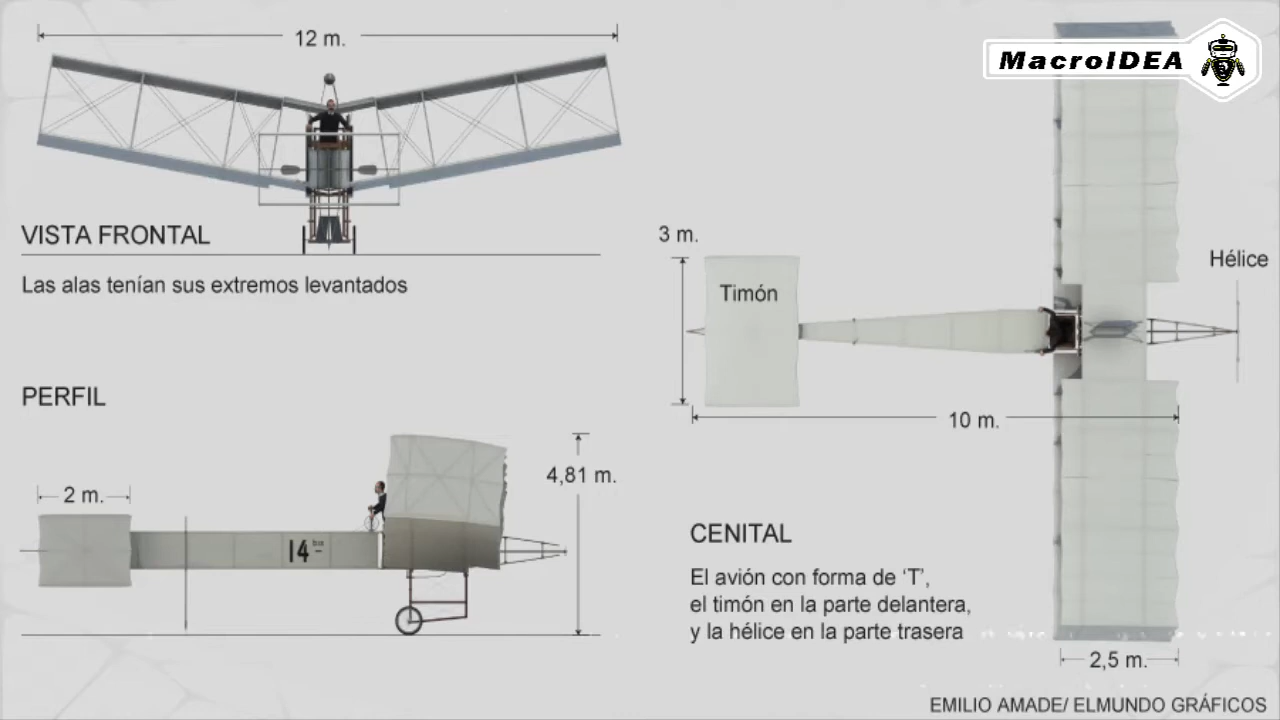 12 m.
MacroIDEA
VISTA FRONTAL
Las alas tenían sus extremos levantados
3 m.
Hélice
Timón
10 m.
PERFIL
4,81 m.
2 m.
14 bis
CENITAL
El avión con forma de ‘T’,
el timón en la parte delantera,
y la hélice en la parte trasera
2,5 m.
EMILIO AMADE/ ELMUNDO GRÁFICOS